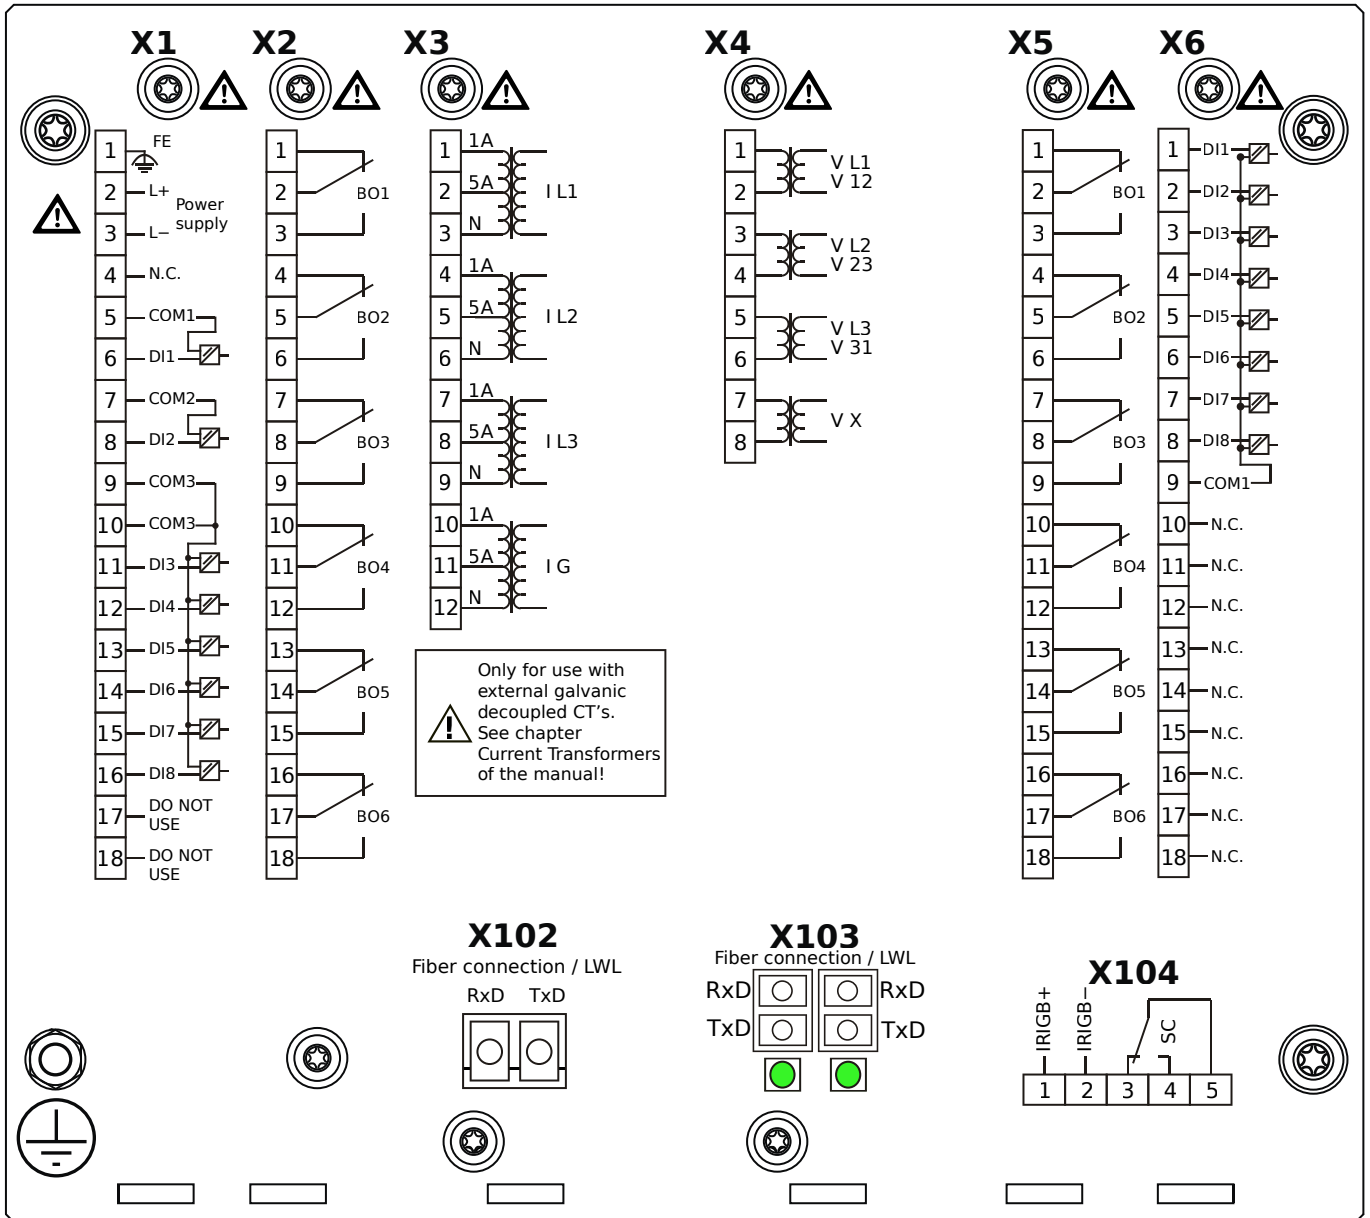 X1
1 FE
2 L+
Power
supply
3 L−
4 N.C.
5 COM1
6 DI1
7 COM2
8 DI2
9 COM3
10 COM3
11 DI3
12 DI4
13 DI5
14 DI6
15 DI7
16 DI8
17 DO NOT
USE
18 DO NOT
USE
X2
1
2 BO1
3
4
5 BO2
6
7
8 BO3
9
10
11 BO4
12
13
14 BO5
15
16
17 BO6
18
X3
1 1A
2 5A I L1
3 N
4 1A
5 5A I L2
6 N
7 1A
8 5A I L3
9 N
10 1A
11 5A I G
12 N
Only for use with
external galvanic
decoupled CT's.
See chapter
Current Transformers
of the manual!
X4
1 V L1
2 V 12
3 V L2
4 V 23
5 V L3
6 V 31
7 V X
8
X5
1
2 BO1
3
4
5 BO2
6
7
8 BO3
9
10
11 BO4
12
13
14 BO5
15
16
17 BO6
18
X6
1 DI1
2 DI2
3 DI3
4 DI4
5 DI5
6 DI6
7 DI7
8 DI8
9 COM1
10 N.C.
11 N.C.
12 N.C.
13 N.C.
14 N.C.
15 N.C.
16 N.C.
17 N.C.
18 N.C.
X102
Fiber connection / LWL
RxD TxD
X103
Fiber connection / LWL
RxD RxD
TxD TxD
X104
IRIGB+
IRIGB−
SC
1 2 3 4 5